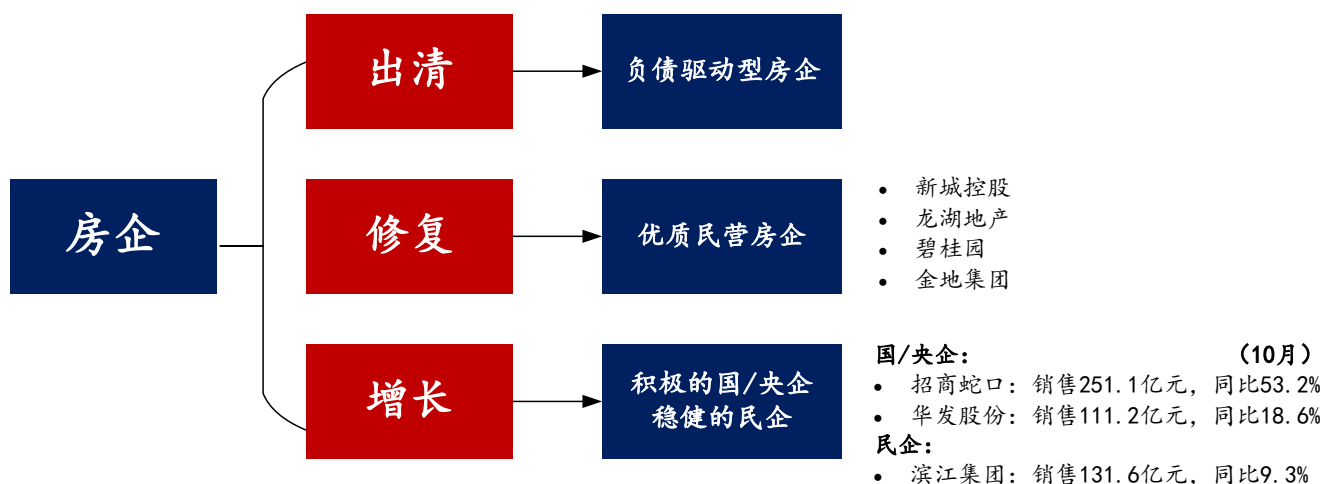 房企
出清
负债驱动型房企
修复
优质民营房企
• 新城控股
• 龙湖地产
• 碧桂园
• 金地集团
增长
积极的国/央企
稳健的民企
国/央企： （10月）
• 招商蛇口：销售251.1亿元，同比53.2%
• 华发股份：销售111.2亿元，同比18.6%
民企：
• 滨江集团：销售131.6亿元，同比9.3%